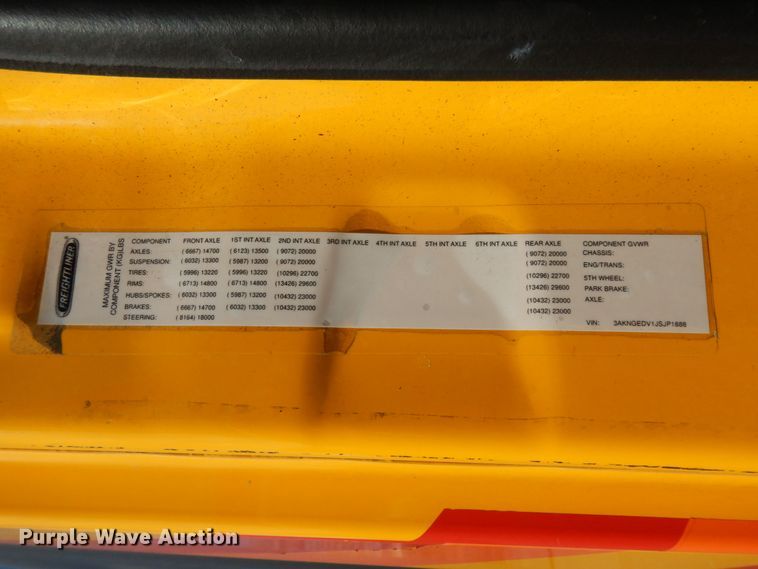 FREIGHTLINER
MAXIMUM GWR BY
COMPONENT (KG)LBS
COMPONENT FRONT AXLE 1ST INT AXLE 2ND INT AXLE 3RD INT AXLE 4TH INT AXLE 5TH INT AXLE 6TH INT AXLE REAR AXLE COMPONENT GVWR
AXLES: ( 6667) 14700 (6123) 13500 ( 9072) 20000 ( 9072) 20000 CHASSIS:
SUSPENSION: (6032) 13300 (5987) 13200 ( 9072) 20000 ( 9072) 20000 ENG/TRANS:
TIRES: (5996) 13220 ( 5996) 13220 (10296) 22700 (10296) 22700 5TH WHEEL:
RIMS: ( 6713) 14800 ( 6713) 14800 (13426) 29600 (13426) 29600 PARK BRAKE:
HUBS/SPOKES: ( 6032) 13300 ( 5987) 13200 (10432) 23000 (10432) 23000 AXLE:
BRAKES: ( 6667) 14700 ( 6032) 13300 (10432) 23000 (10432) 23000
STEERING: ( 8164) 18000 VIN: 3AKNGEDV1JSJP1888
Purple Wave Auction